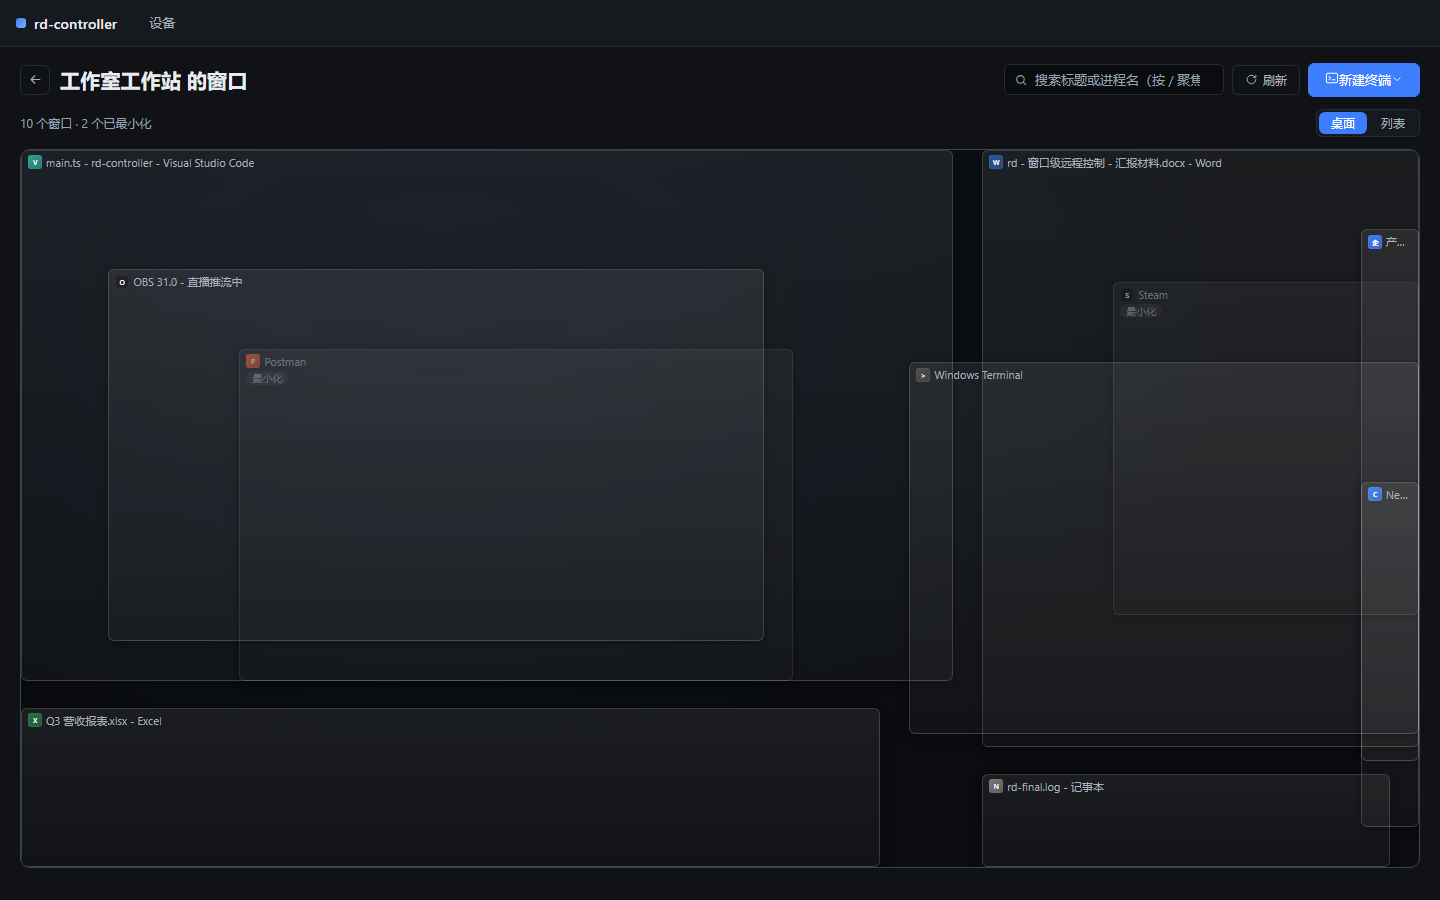 rd-controller
设备
工作室工作站 的窗口
搜索标题或进程名（按 / 聚焦
刷新
新建终端
10 个窗口 · 2 个已最小化
桌面
列表
V main.ts - rd-controller - Visual Studio Code
W rd - 窗口级远程控制 - 汇报材料.docx - Word
企 产...
O OBS 31.0 - 直播推流中
S Steam
最小化
P Postman
最小化
> Windows Terminal
C Ne...
X Q3 营收报表.xlsx - Excel
N rd-final.log - 记事本